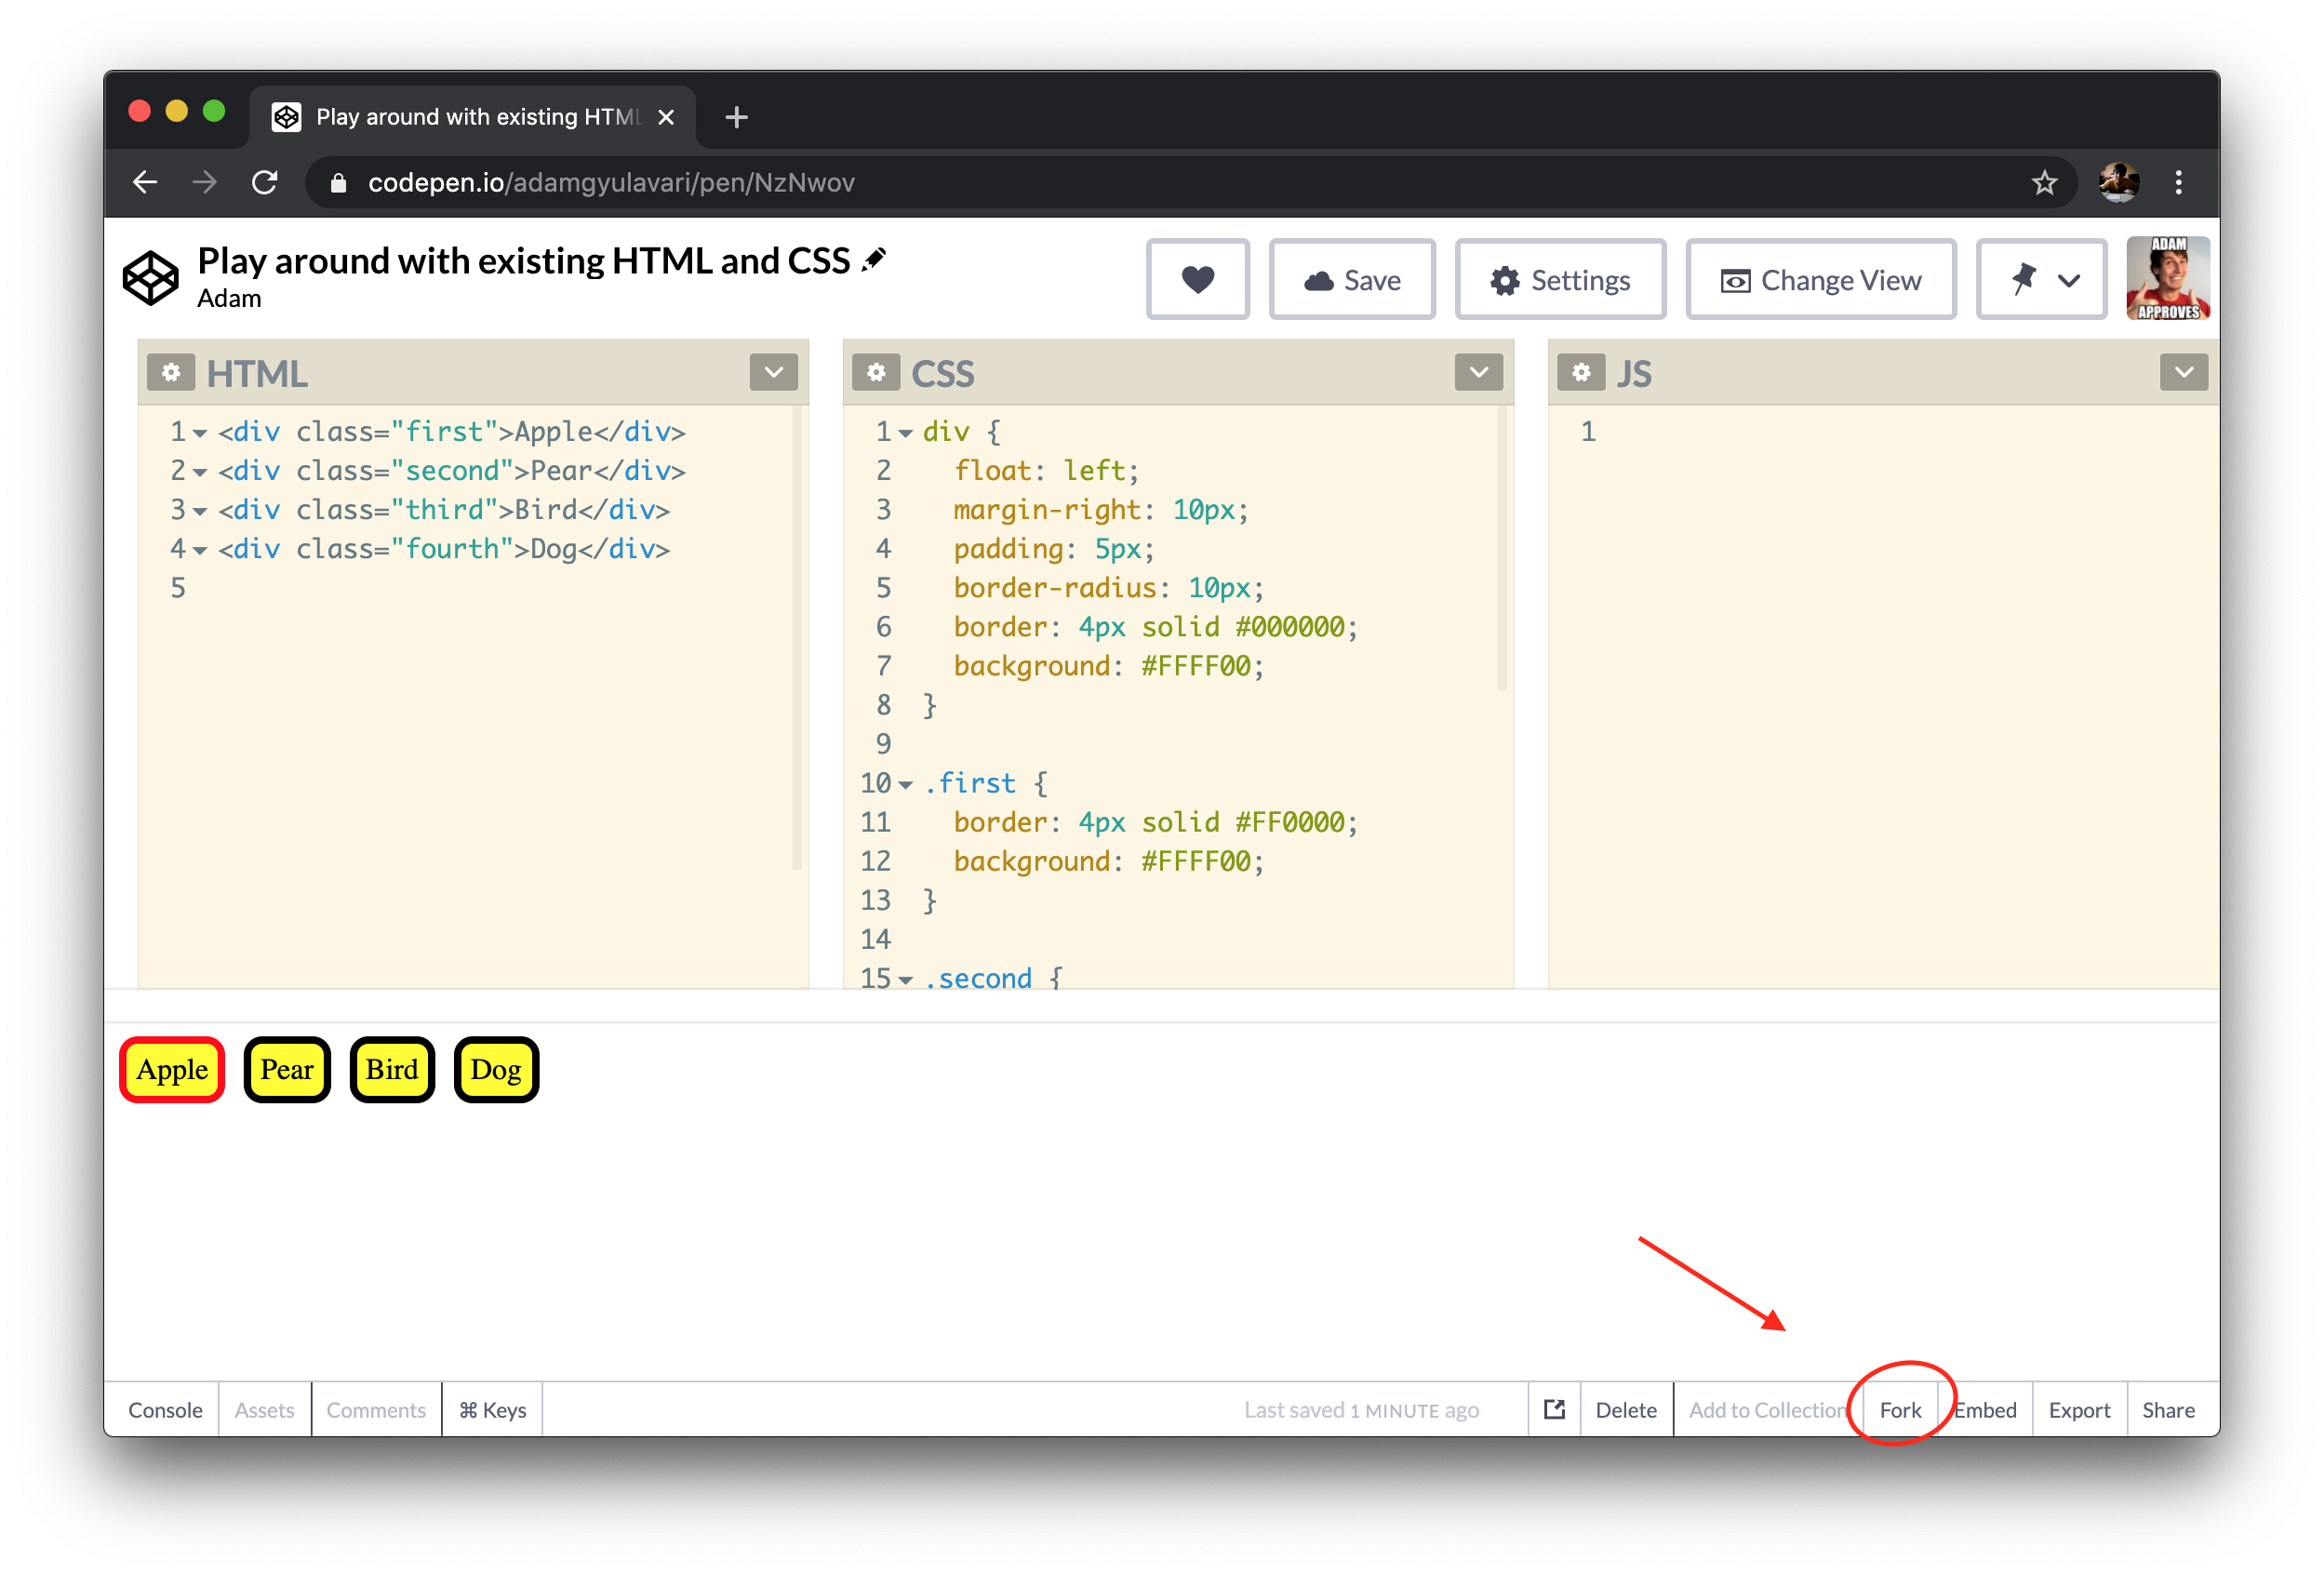 Play around with existing HTML
codepen.io/adamgyulavari/pen/NzNwov
Play around with existing HTML and CSS
Adam
Save
Settings
Change View
ADAM
APPROVES
HTML
1 <div class="first">Apple</div>
2 <div class="second">Pear</div>
3 <div class="third">Bird</div>
4 <div class="fourth">Dog</div>
5
CSS
1 div {
2 float: left;
3 margin-right: 10px;
4 padding: 5px;
5 border-radius: 10px;
6 border: 4px solid #000000;
7 background: #FFFF00;
8 }
9
10 .first {
11 border: 4px solid #FF0000;
12 background: #FFFF00;
13 }
14
15 .second {
JS
1
Apple Pear Bird Dog
Console Assets Comments ⌘ Keys Last saved 1 MINUTE ago Delete Add to Collection Fork Embed Export Share